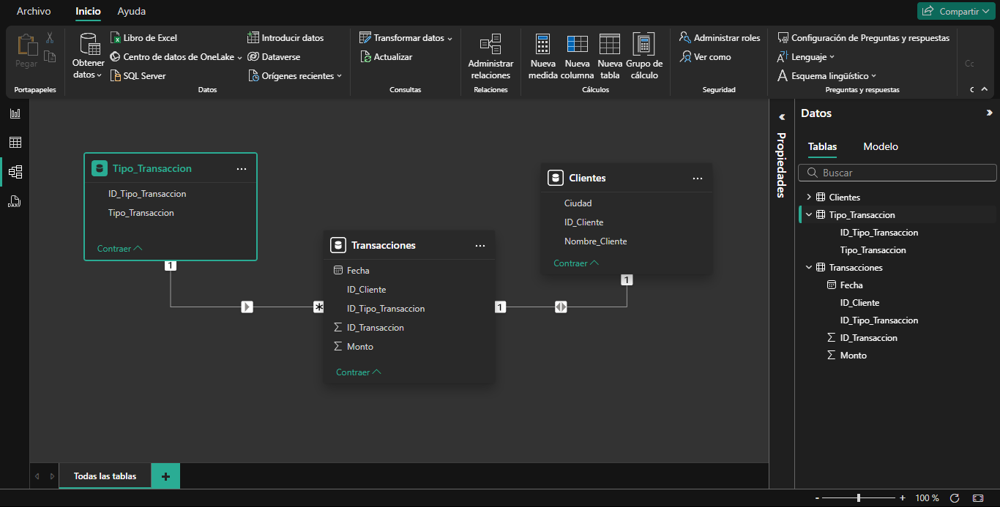 Archivo
Inicio
Ayuda
Compartir
Pegar
Portapapeles
Obtener
datos
Libro de Excel
Centro de datos de OneLake
SQL Server
Introducir datos
Dataverse
Orígenes recientes
Datos
Transformar datos
Actualizar
Consultas
Administrar
relaciones
Relaciones
Nueva
medida
Nueva
columna
Nueva
tabla
Grupo de
cálculo
Cálculos
Administrar roles
Ver como
Seguridad
Configuración de Preguntas y respuestas
Lenguaje
Esquema lingüístico
Preguntas y respuestas
Cc
C
DAX
Tipo_Transaccion
ID_Tipo_Transaccion
Tipo_Transaccion
Contraer
1
*
Transacciones
Fecha
ID_Cliente
ID_Tipo_Transaccion
ID_Transaccion
Monto
Contraer
1
Clientes
Ciudad
ID_Cliente
Nombre_Cliente
Contraer
1
Propiedades
Datos
Tablas
Modelo
Buscar
Clientes
Tipo_Transaccion
ID_Tipo_Transaccion
Tipo_Transaccion
Transacciones
Fecha
ID_Cliente
ID_Tipo_Transaccion
ID_Transaccion
Monto
Todas las tablas
+
- + 100 %